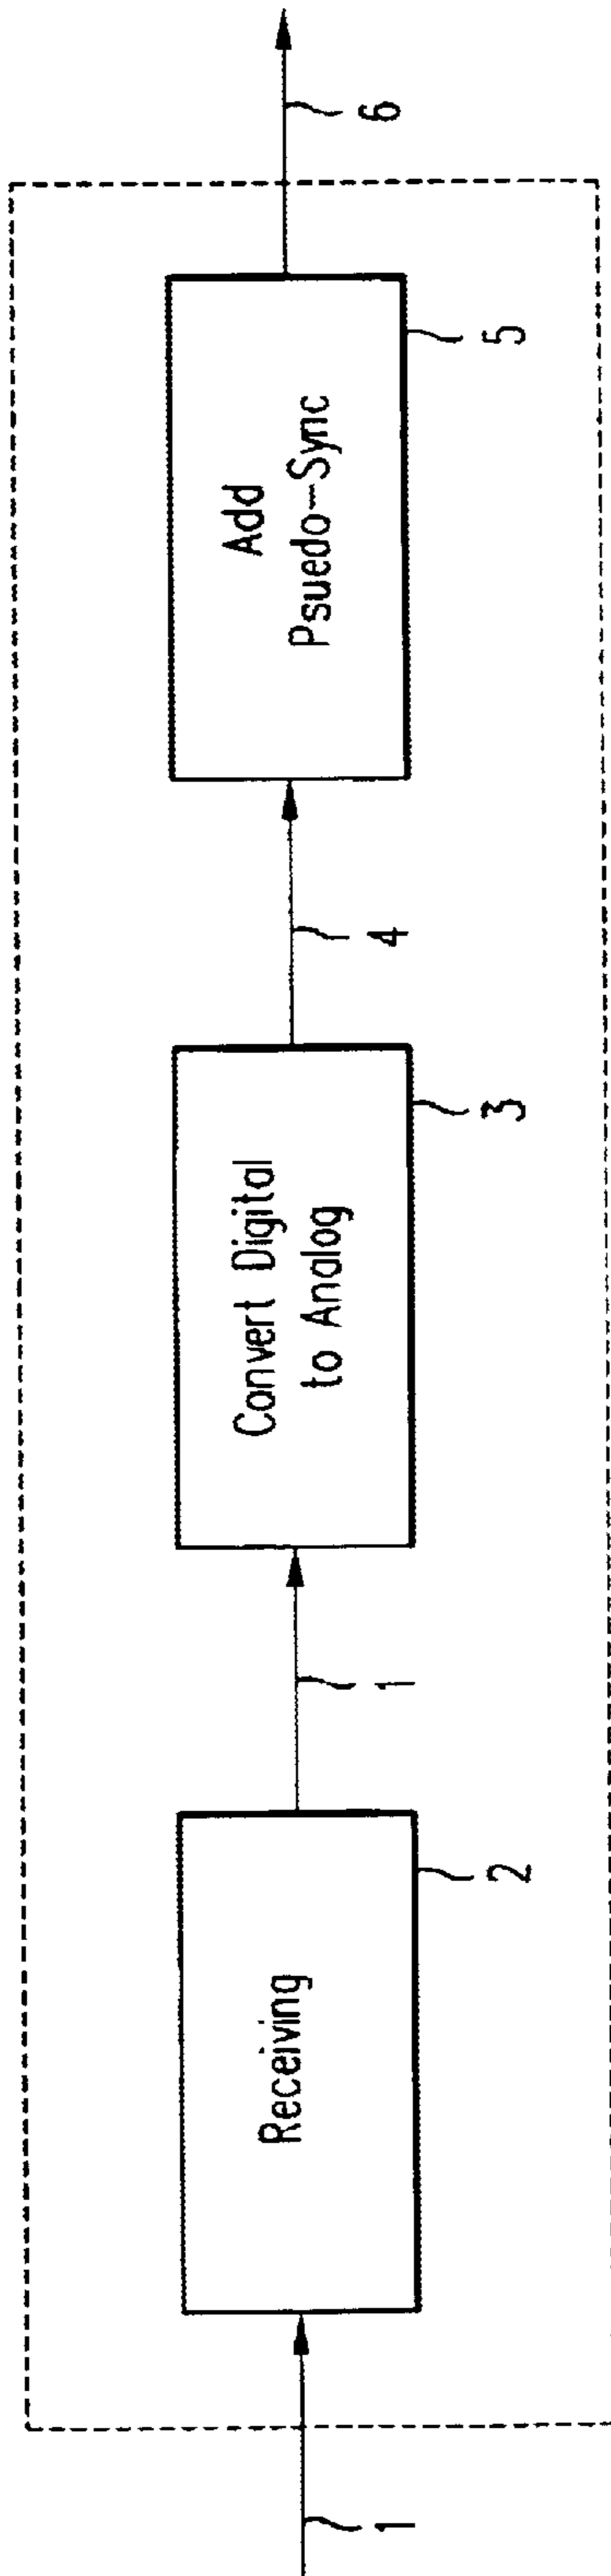 1
Receiving
2
1
Convert Digital
to Analog
3
4
Add
Psuedo-Sync
5
6